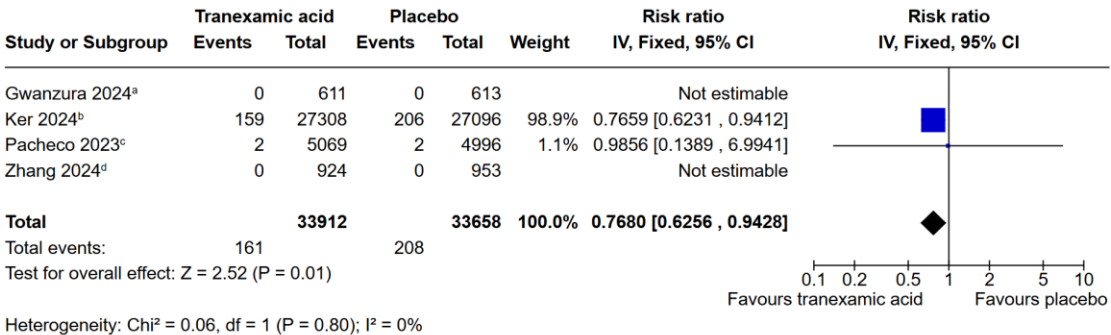 Tranexamic acid Placebo Risk ratio Risk ratio
Study or Subgroup Events Total Events Total Weight IV, Fixed, 95% CI IV, Fixed, 95% CI
Gwanzura 2024ᵃ 0 611 0 613 Not estimable
Ker 2024ᵇ 159 27308 206 27096 98.9% 0.7659 [0.6231 , 0.9412]
Pacheco 2023ᶜ 2 5069 2 4996 1.1% 0.9856 [0.1389 , 6.9941]
Zhang 2024ᵈ 0 924 0 953 Not estimable
Total 33912 33658 100.0% 0.7680 [0.6256 , 0.9428]
Total events: 161 208
Test for overall effect: Z = 2.52 (P = 0.01)
0.1 0.2 0.5 1 2 5 10
Favours tranexamic acid Favours placebo
Heterogeneity: Chi² = 0.06, df = 1 (P = 0.80); I² = 0%